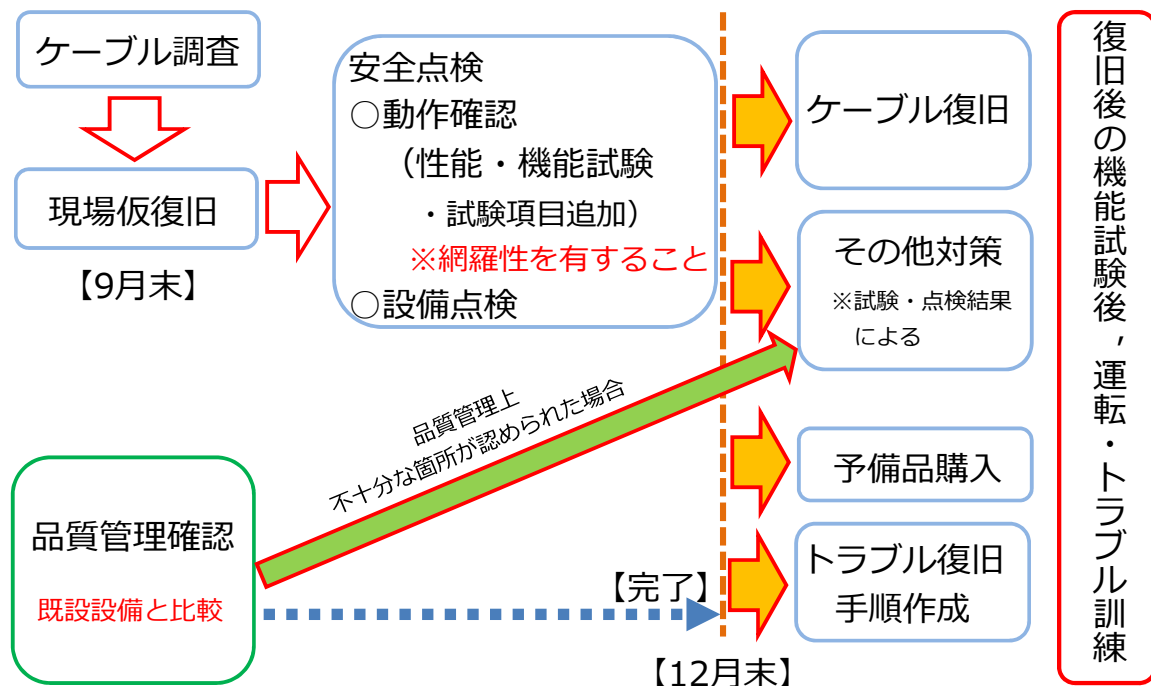 ケーブル調査
現場仮復旧
【9月末】
安全点検
○動作確認
（性能・機能試験
・試験項目追加）
※網羅性を有すること
○設備点検
品質管理上
不十分な箇所が認められた場合
品質管理確認
既設設備と比較
【完了】
【12月末】
ケーブル復旧
その他対策
※試験・点検結果
による
予備品購入
トラブル復旧
手順作成
復旧後の機能試験後，運転・トラブル訓練